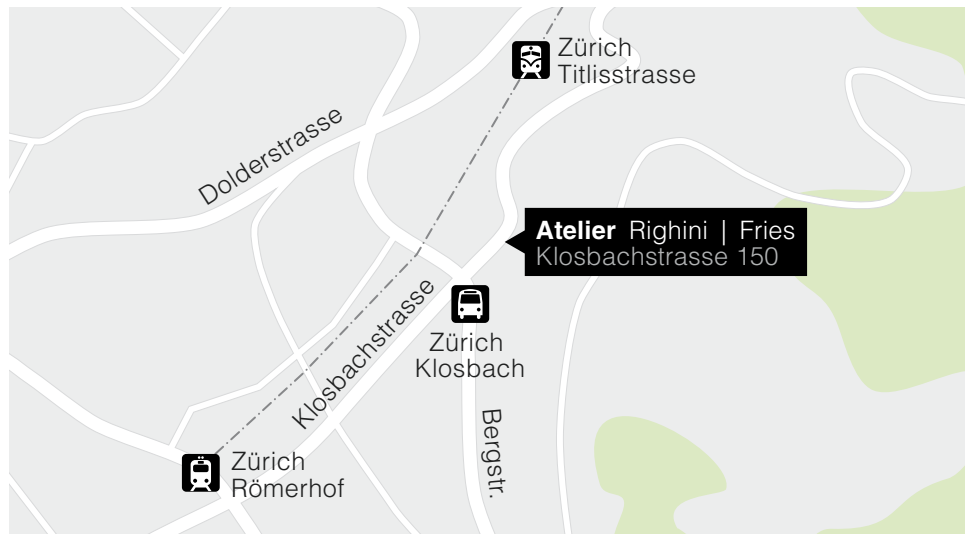 Zürich
Titlisstrasse
Dolderstrasse
Atelier Righini | Fries
Klosbachstrasse 150
Klosbachstrasse
Zürich
Klosbach
Bergstr.
Zürich
Römerhof